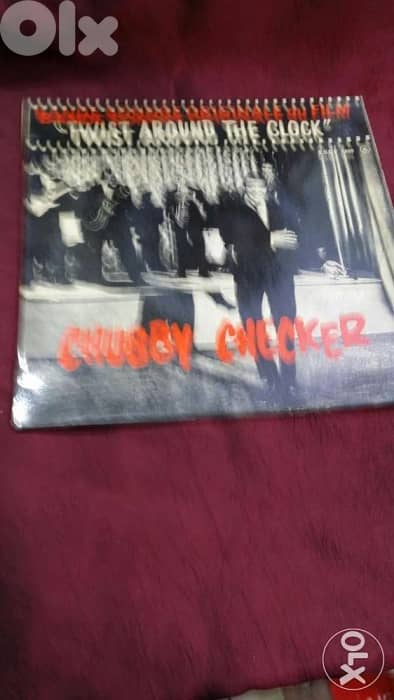 OLX
BANDE SONORE ORIGINALE DU FILM
"TWIST AROUND THE CLOCK"
CHUBBY CHECKER
OLX